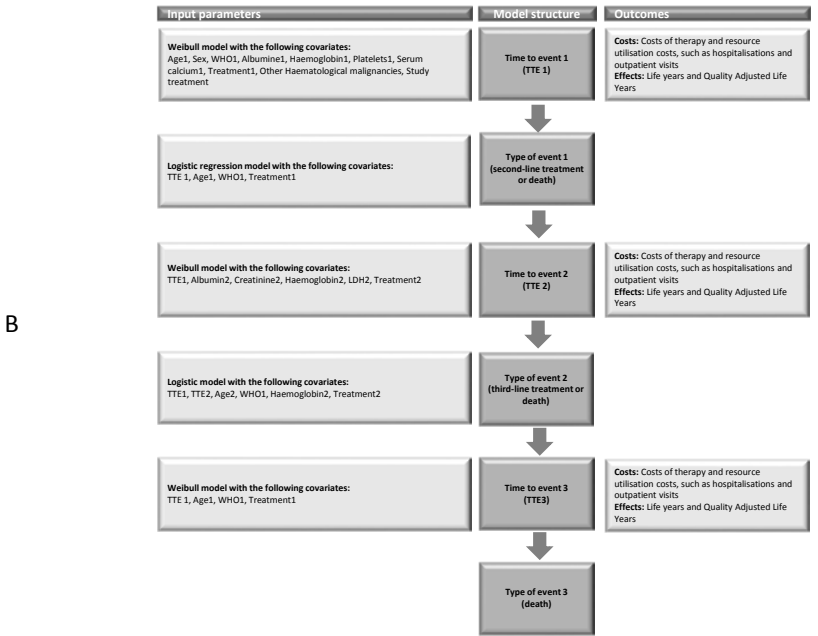 Input parameters
Model structure
Outcomes
Weibull model with the following covariates:
Age1, Sex, WHO1, Albumine1, Haemoglobin1, Platelets1, Serum
calcium1, Treatment1, Other Haematological malignancies, Study
treatment
Time to event 1
(TTE 1)
Costs: Costs of therapy and resource
utilisation costs, such as hospitalisations and
outpatient visits
Effects: Life years and Quality Adjusted Life
Years
Logistic regression model with the following covariates:
TTE 1, Age1, WHO1, Treatment1
Type of event 1
(second-line treatment
or death)
Weibull model with the following covariates:
TTE1, Albumin2, Creatinine2, Haemoglobin2, LDH2, Treatment2
Time to event 2
(TTE 2)
Costs: Costs of therapy and resource
utilisation costs, such as hospitalisations and
outpatient visits
Effects: Life years and Quality Adjusted Life
Years
B
Logistic model with the following covariates:
TTE1, TTE2, Age2, WHO1, Haemoglobin2, Treatment2
Type of event 2
(third-line treatment or
death)
Weibull model with the following covariates:
TTE 1, Age1, WHO1, Treatment1
Time to event 3
(TTE3)
Costs: Costs of therapy and resource
utilisation costs, such as hospitalisations and
outpatient visits
Effects: Life years and Quality Adjusted Life
Years
Type of event 3
(death)